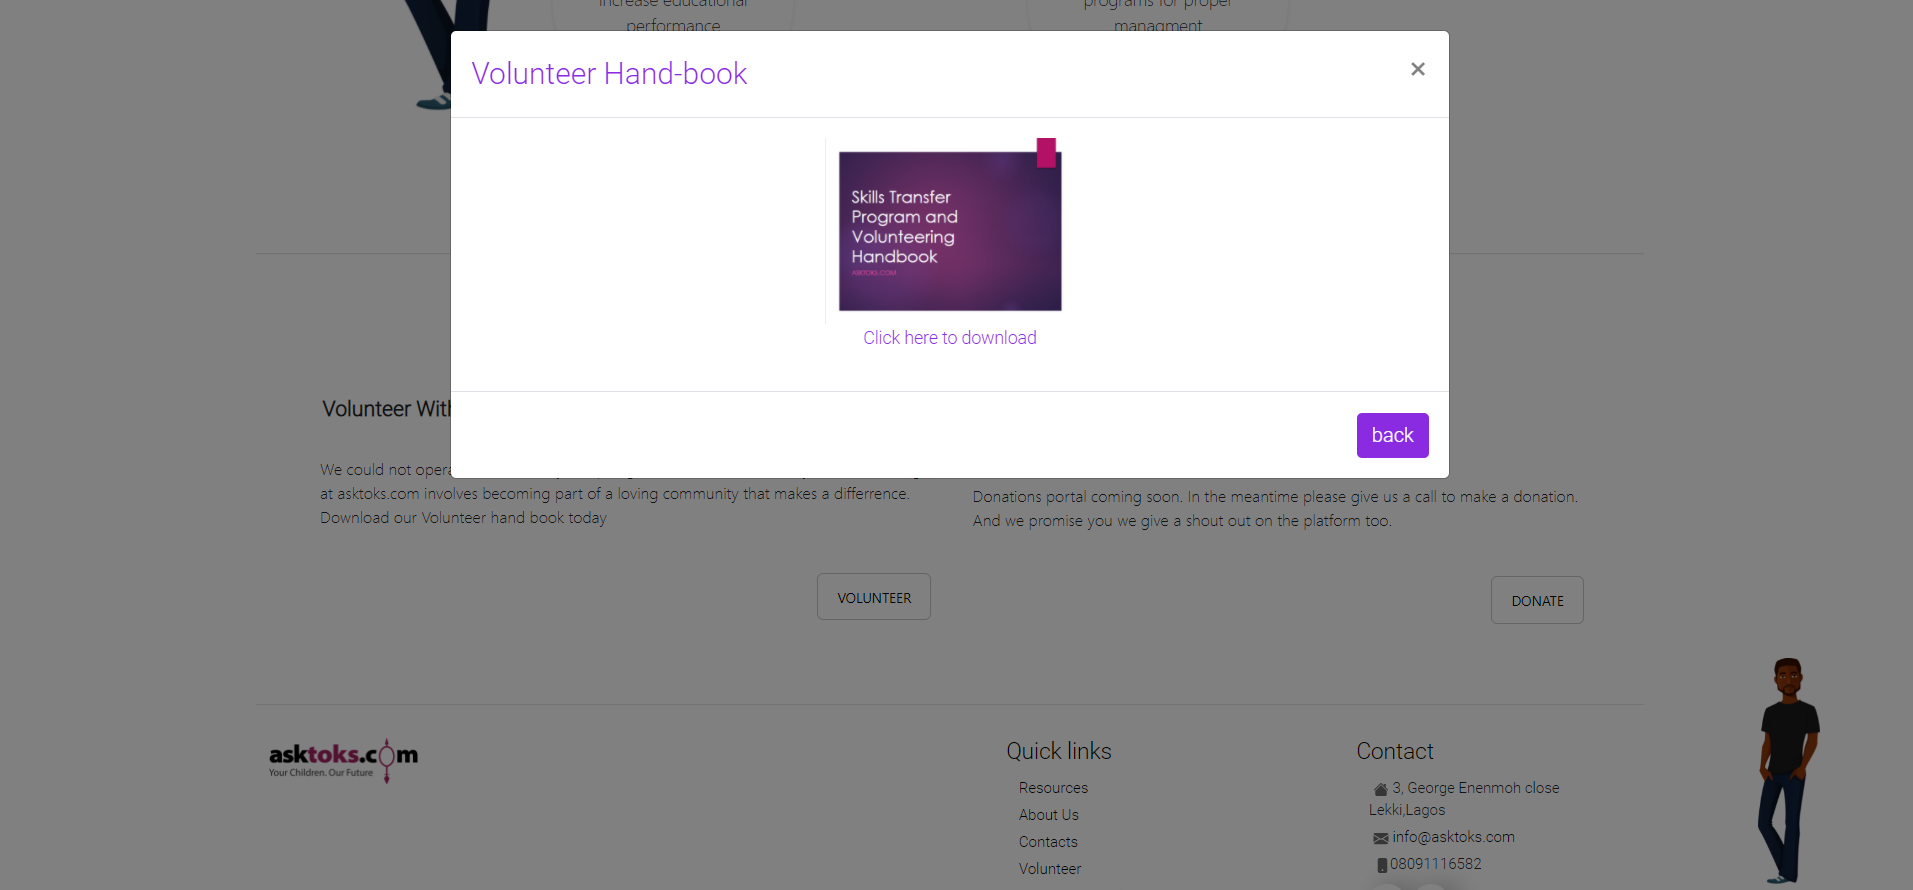 increase educational
performance
programs for proper
managment
Volunteer Hand-book
×
Skills Transfer
Program and
Volunteering
Handbook
ASKTOKS.COM
Click here to download
back
Volunteer With
We could not opera
at asktoks.com involves becoming part of a loving community that makes a difference.
Download our Volunteer hand book today
VOLUNTEER
Donations portal coming soon. In the meantime please give us a call to make a donation.
And we promise you we give a shout out on the platform too.
DONATE
asktoks.com
Your Children. Our Future
Quick links
Resources
About Us
Contacts
Volunteer
Contact
3, George Enenmoh close
Lekki,Lagos
info@asktoks.com
08091116582